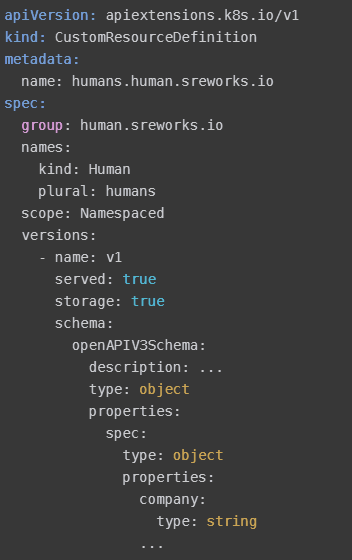 apiVersion: apiextensions.k8s.io/v1
kind: CustomResourceDefinition
metadata:
  name: humans.human.sreworks.io
spec:
  group: human.sreworks.io
  names:
    kind: Human
    plural: humans
  scope: Namespaced
  versions:
    - name: v1
      served: true
      storage: true
      schema:
        openAPIV3Schema:
          description: ...
          type: object
          properties:
            spec:
              type: object
              properties:
                company:
                  type: string
                ...